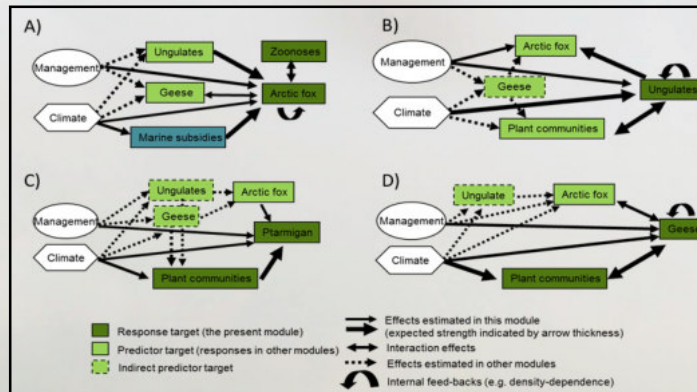 A)
Ungulates
Zoonoses
Management
Geese
Arctic fox
Climate
Marine subsidies
B)
Arctic fox
Management
Geese
Ungulates
Climate
Plant communities
C)
Ungulates
Arctic fox
Management
Geese
Ptarmigan
Climate
Plant communities
D)
Ungulate
Arctic fox
Management
Geese
Climate
Plant communities
Response target (the present module)
Predictor target (responses in other modules)
Indirect predictor target
Effects estimated in this module
(expected strength indicated by arrow thickness)
Interaction effects
Effects estimated in other modules
Internal feed-backs (e.g. density-dependence)